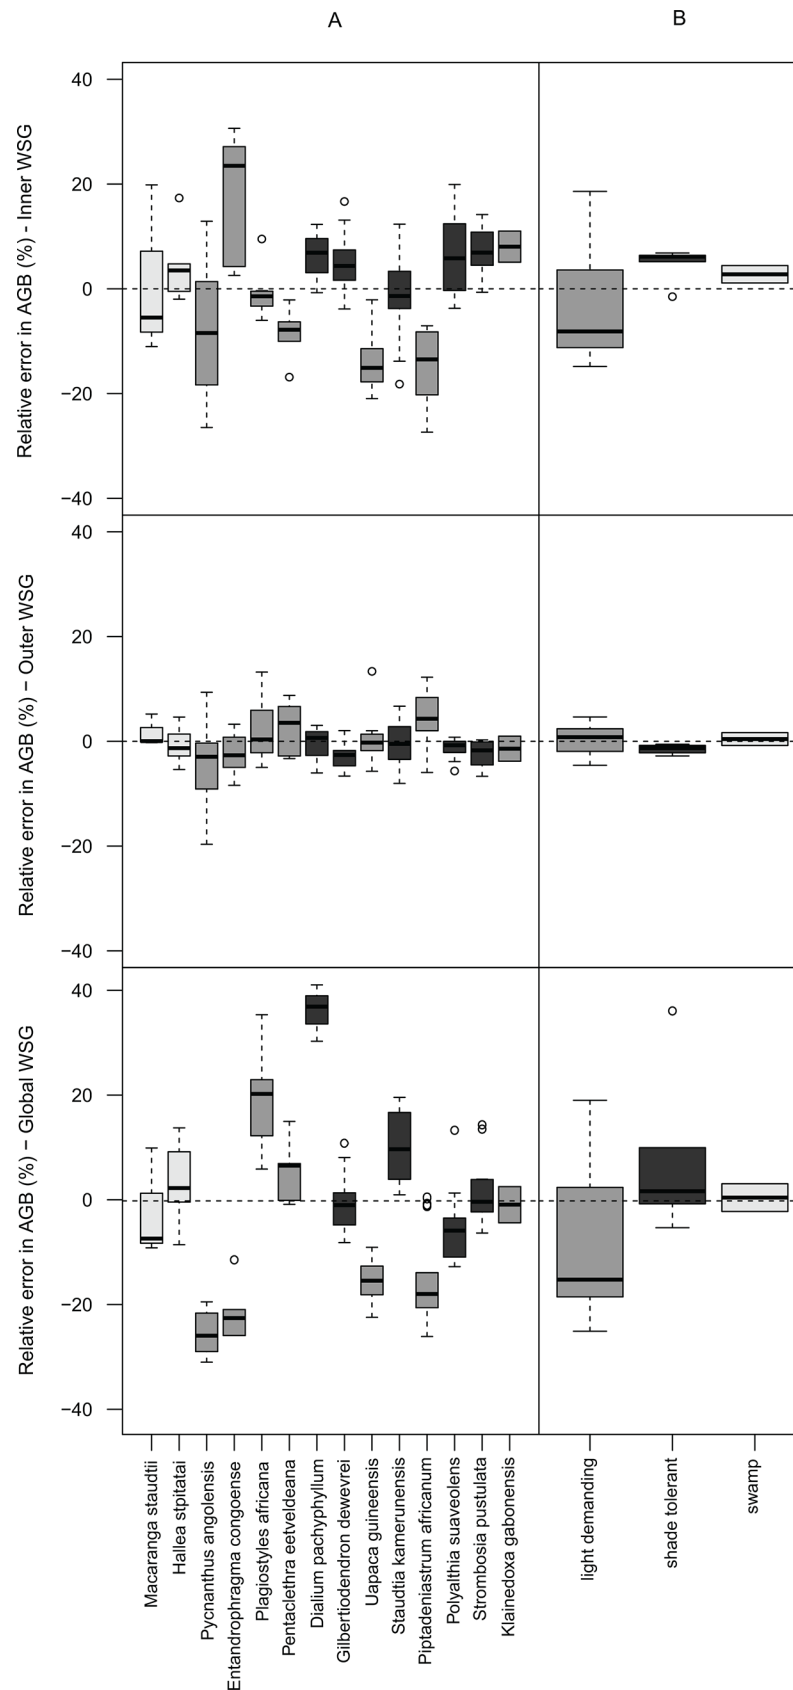 A
B
Relative error in AGB (%) - Inner WSG
40
20
0
−20
−40
Relative error in AGB (%) − Outer WSG
40
20
0
−20
−40
Relative error in AGB (%) − Global WSG
40
20
0
−20
−40
Macaranga staudtii
Hallea stpitatai
Pycnanthus angolensis
Entandrophragma congoense
Plagiostyles africana
Pentaclethra eetveldeana
Dialium pachyphyllum
Gilbertiodendron dewevrei
Uapaca guineensis
Staudtia kamerunensis
Piptadeniastrum africanum
Polyalthia suaveolens
Strombosia pustulata
Klainedoxa gabonensis
light demanding
shade tolerant
swamp